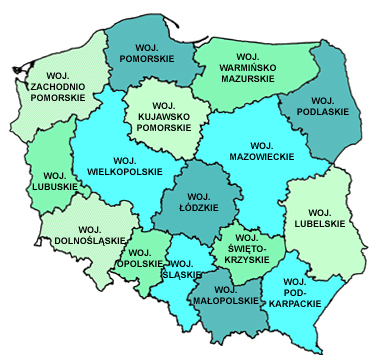 WOJ.
POMORSKIE
WOJ.
WARMIŃSKO
MAZURSKIE
WOJ.
ZACHODNIO
POMORSKIE
WOJ.
PODLASKIE
WOJ.
KUJAWSKO
POMORSKIE
WOJ.
MAZOWIECKIE
WOJ.
WIELKOPOLSKIE
WOJ.
LUBUSKIE
WOJ.
ŁÓDZKIE
WOJ.
LUBELSKIE
WOJ.
DOLNOŚLĄSKIE
WOJ.
OPOLSKIE
WOJ.
ŚLĄSKIE
WOJ.
ŚWIĘTO-
KRZYSKIE
WOJ.
MAŁOPOLSKIE
WOJ.
POD-
KARPACKIE